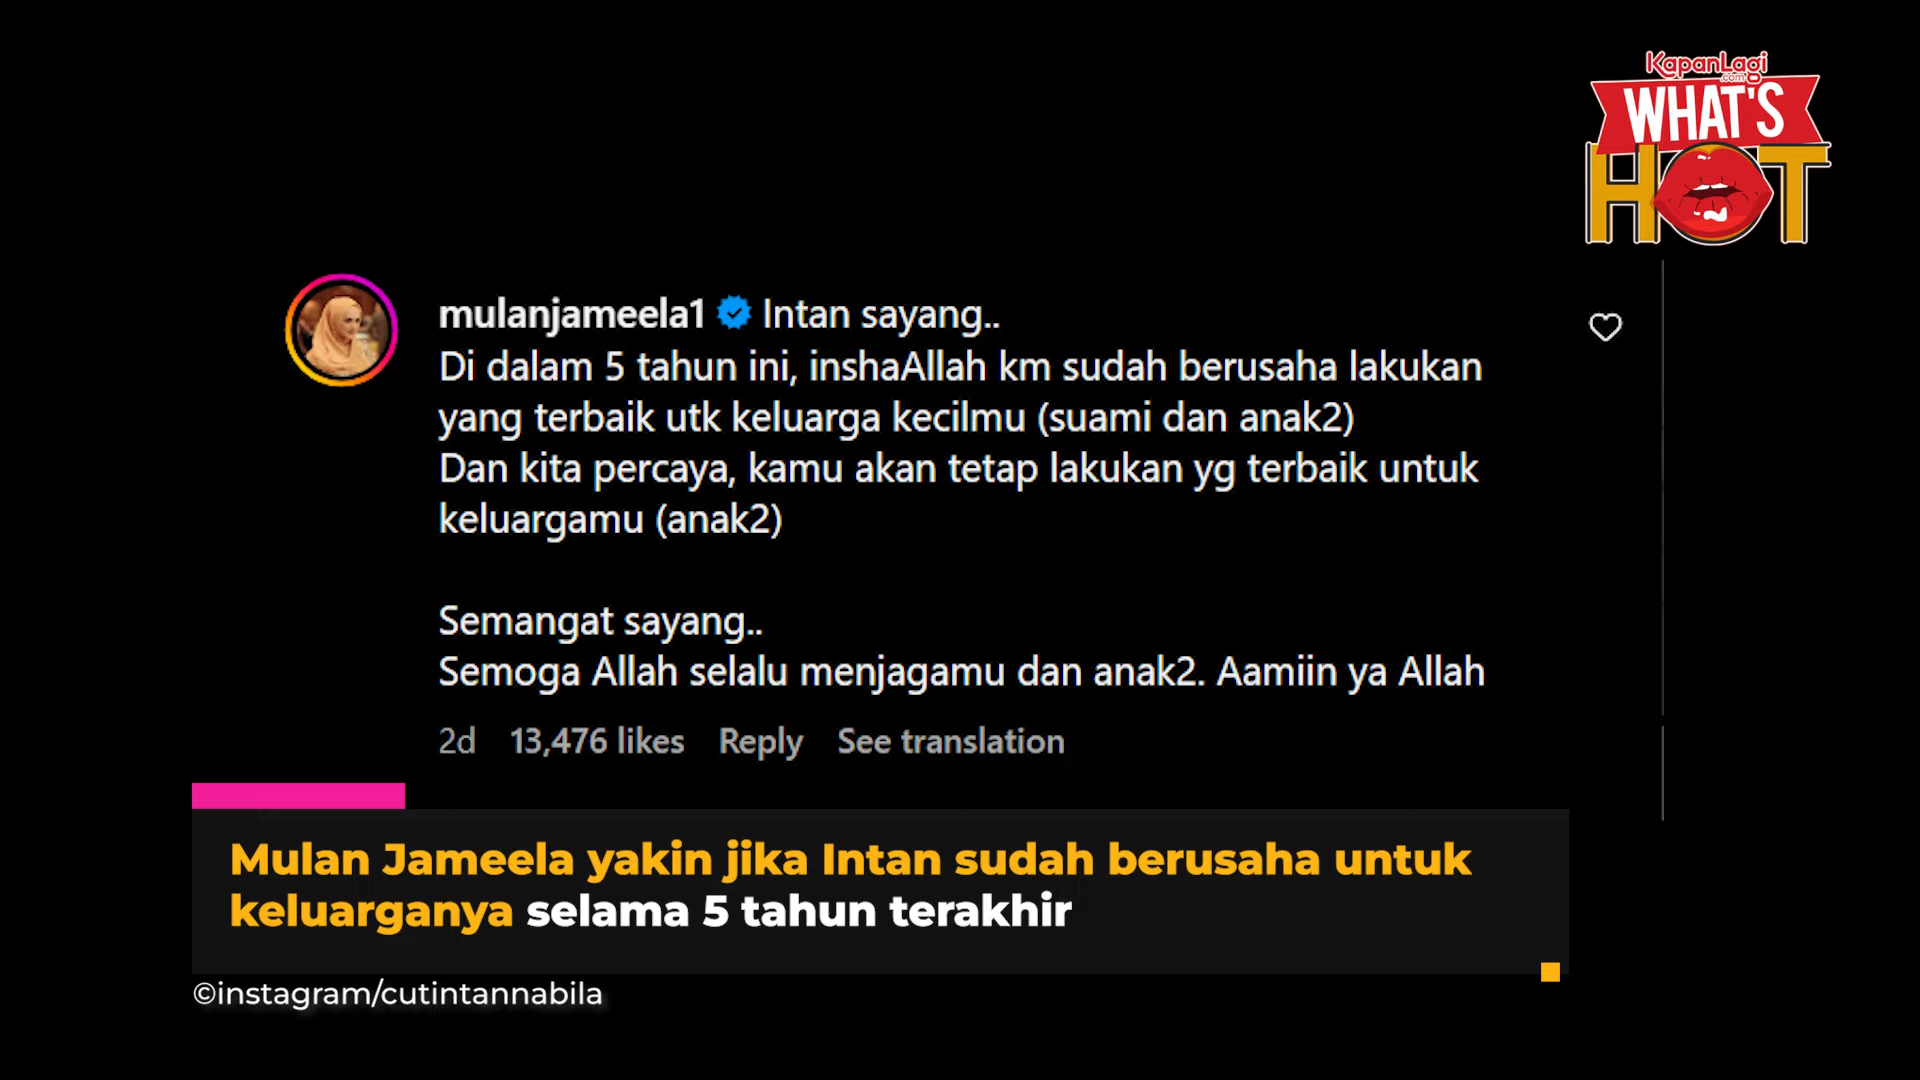 KapanLagi
.com
WHAT'S
HOT
mulanjameela1 Intan sayang..
Di dalam 5 tahun ini, inshaAllah km sudah berusaha lakukan
yang terbaik utk keluarga kecilmu (suami dan anak2)
Dan kita percaya, kamu akan tetap lakukan yg terbaik untuk
keluargamu (anak2)
Semangat sayang..
Semoga Allah selalu menjagamu dan anak2. Aamiin ya Allah
2d 13,476 likes Reply See translation
Mulan Jameela yakin jika Intan sudah berusaha untuk
keluarganya selama 5 tahun terakhir
©instagram/cutintannabila